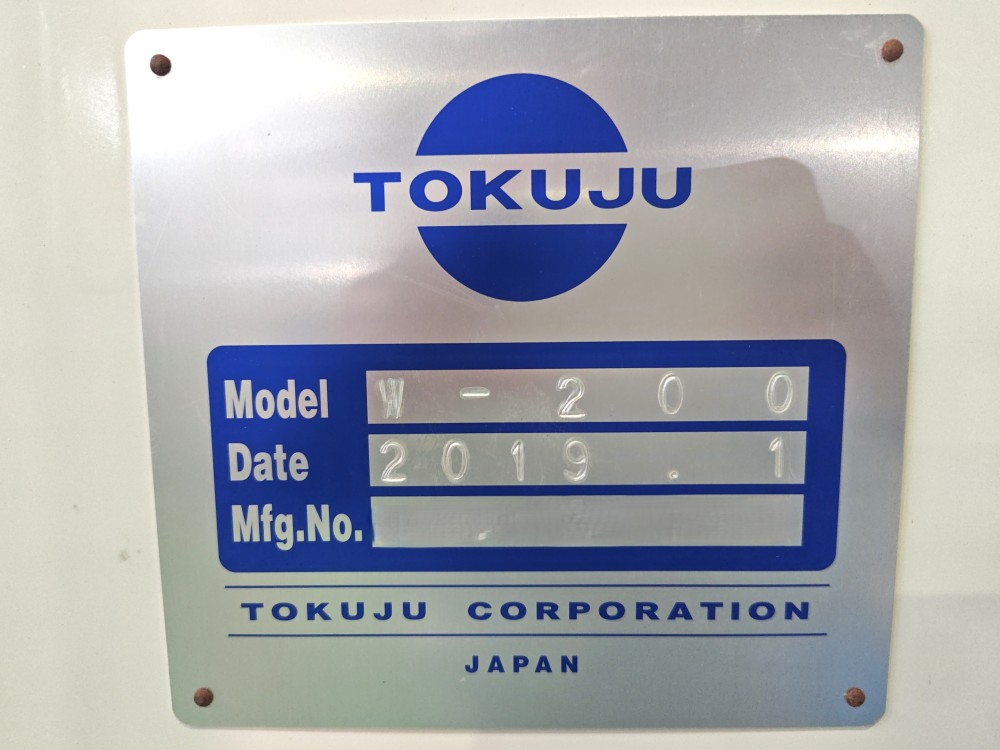 TOKUJU
Model W-200
Date 2019.1
Mfg.No.
TOKUJU CORPORATION
JAPAN